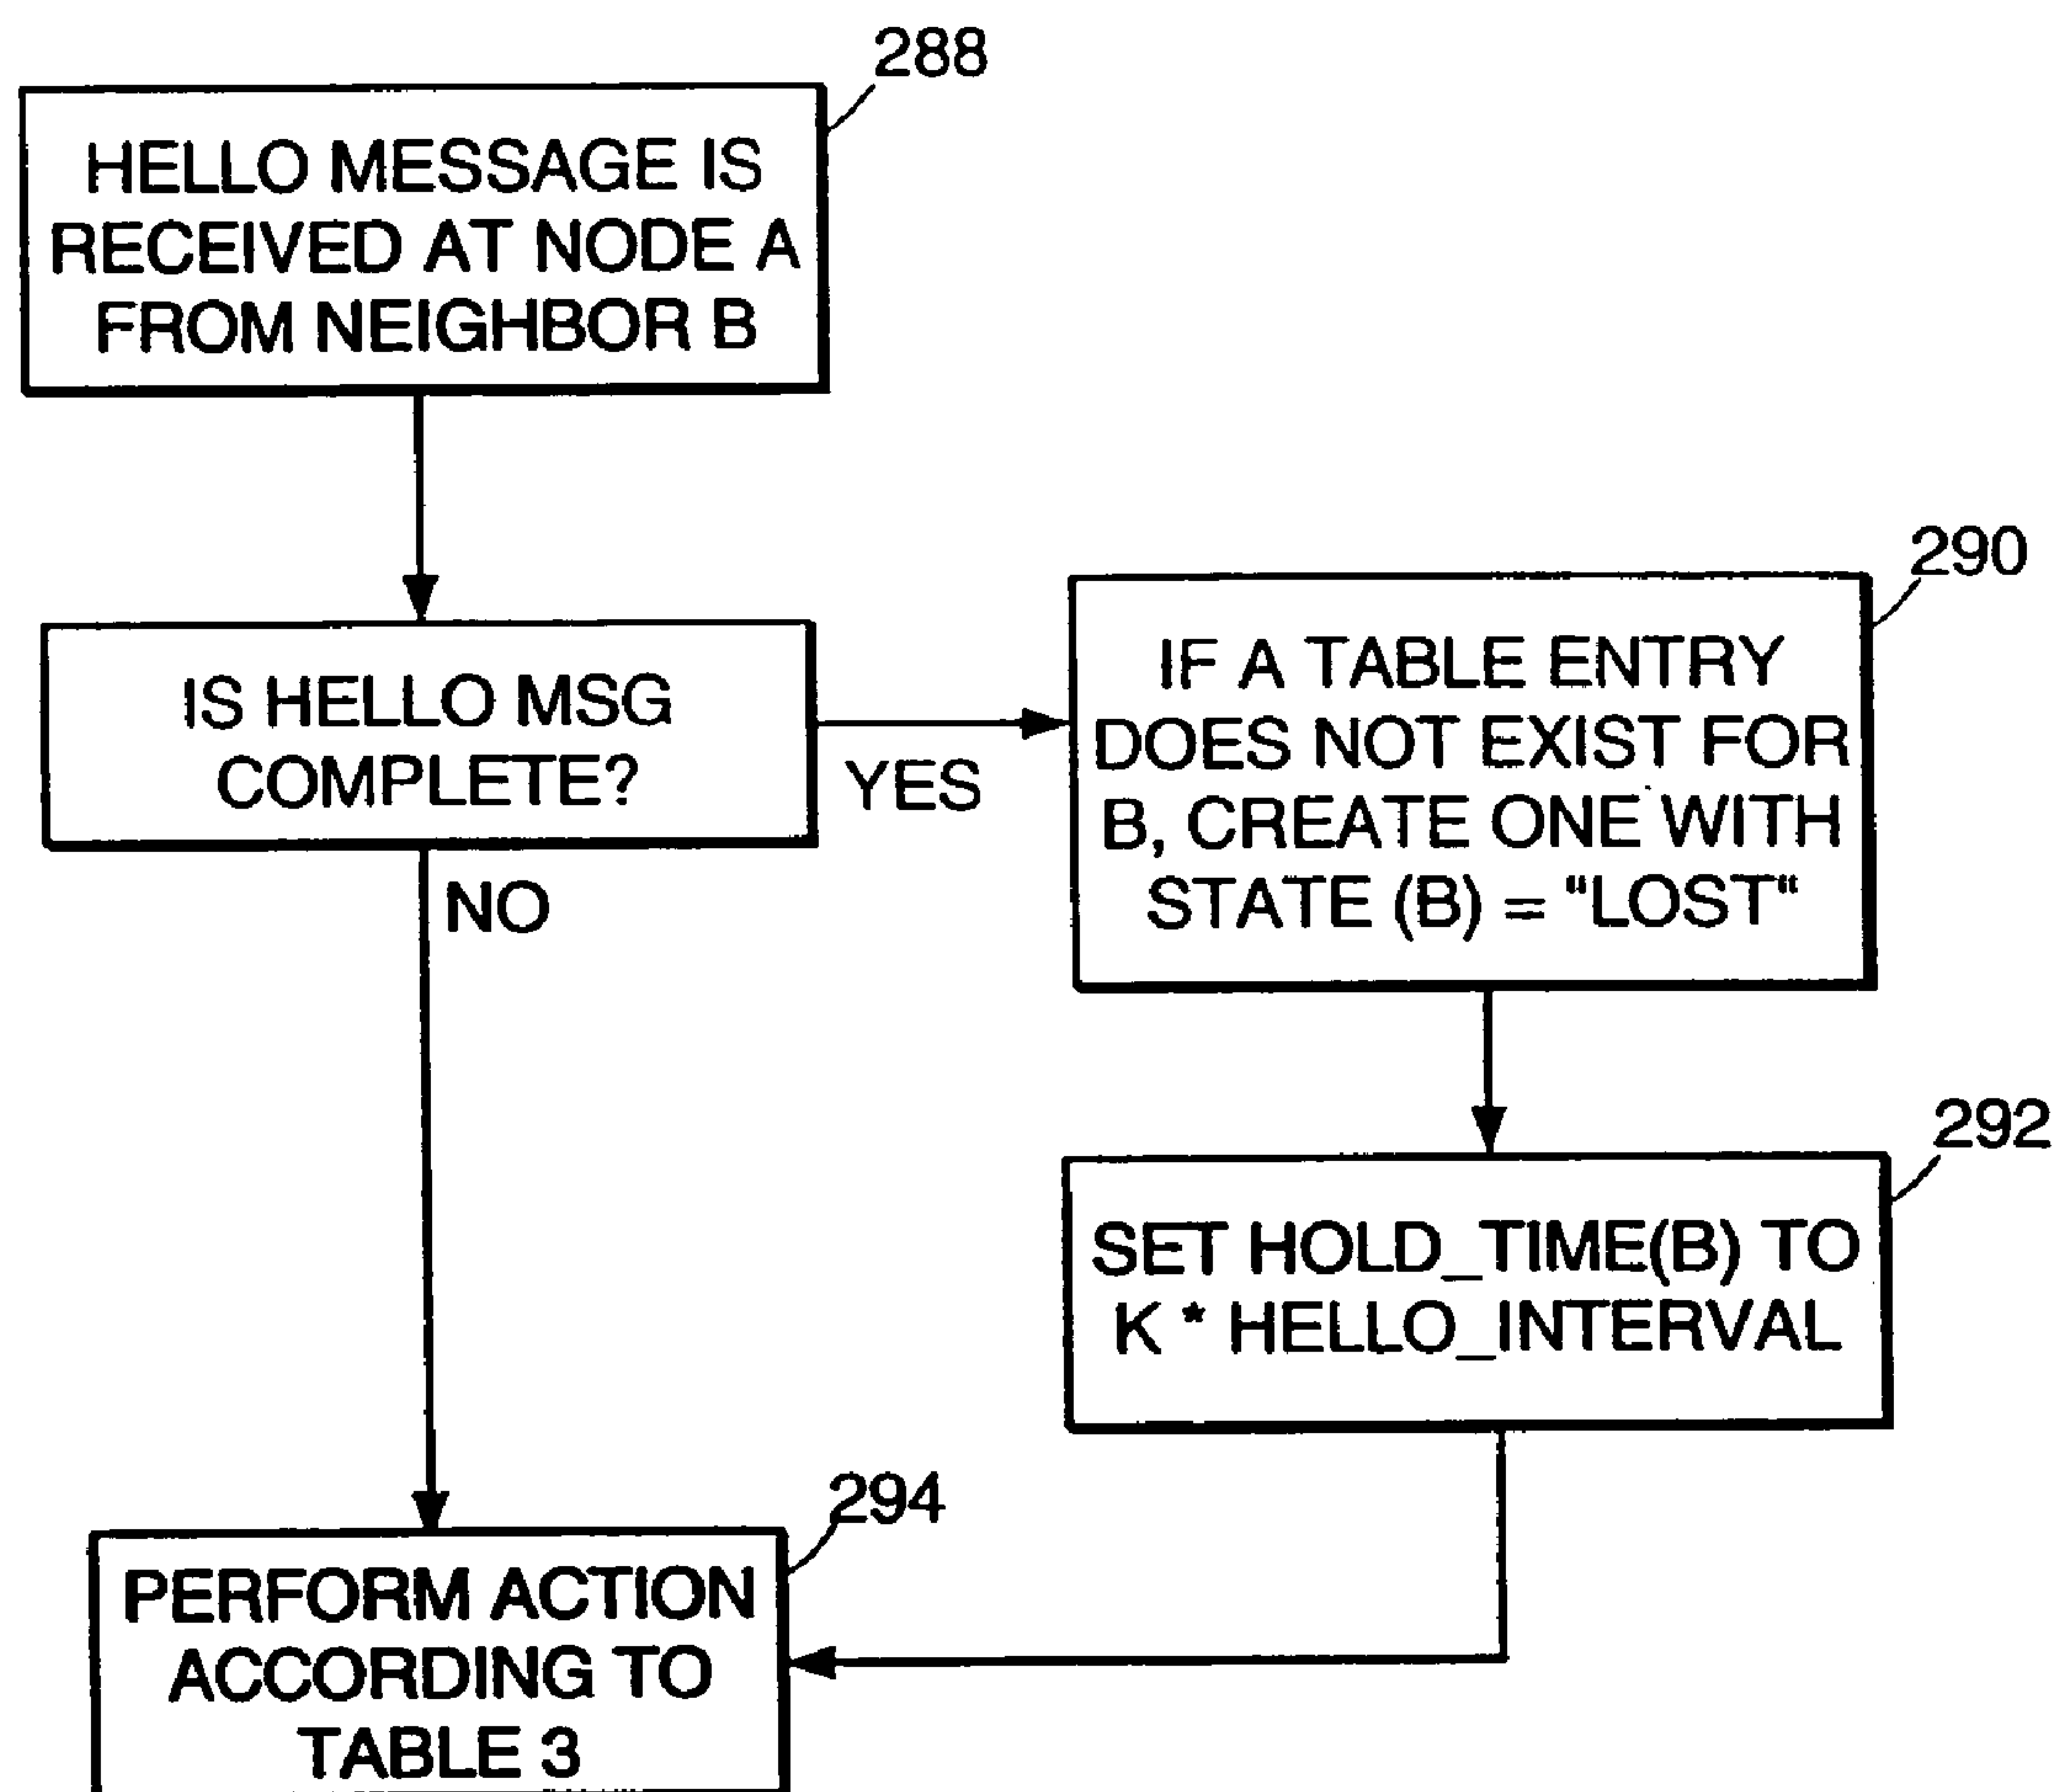 288
HELLO MESSAGE IS
RECEIVED AT NODE A
FROM NEIGHBOR B
IS HELLO MSG
COMPLETE?
YES
NO
290
IF A TABLE ENTRY
DOES NOT EXIST FOR
B, CREATE ONE WITH
STATE (B) = "LOST"
292
SET HOLD_TIME(B) TO
K * HELLO_INTERVAL
294
PERFORM ACTION
ACCORDING TO
TABLE 3